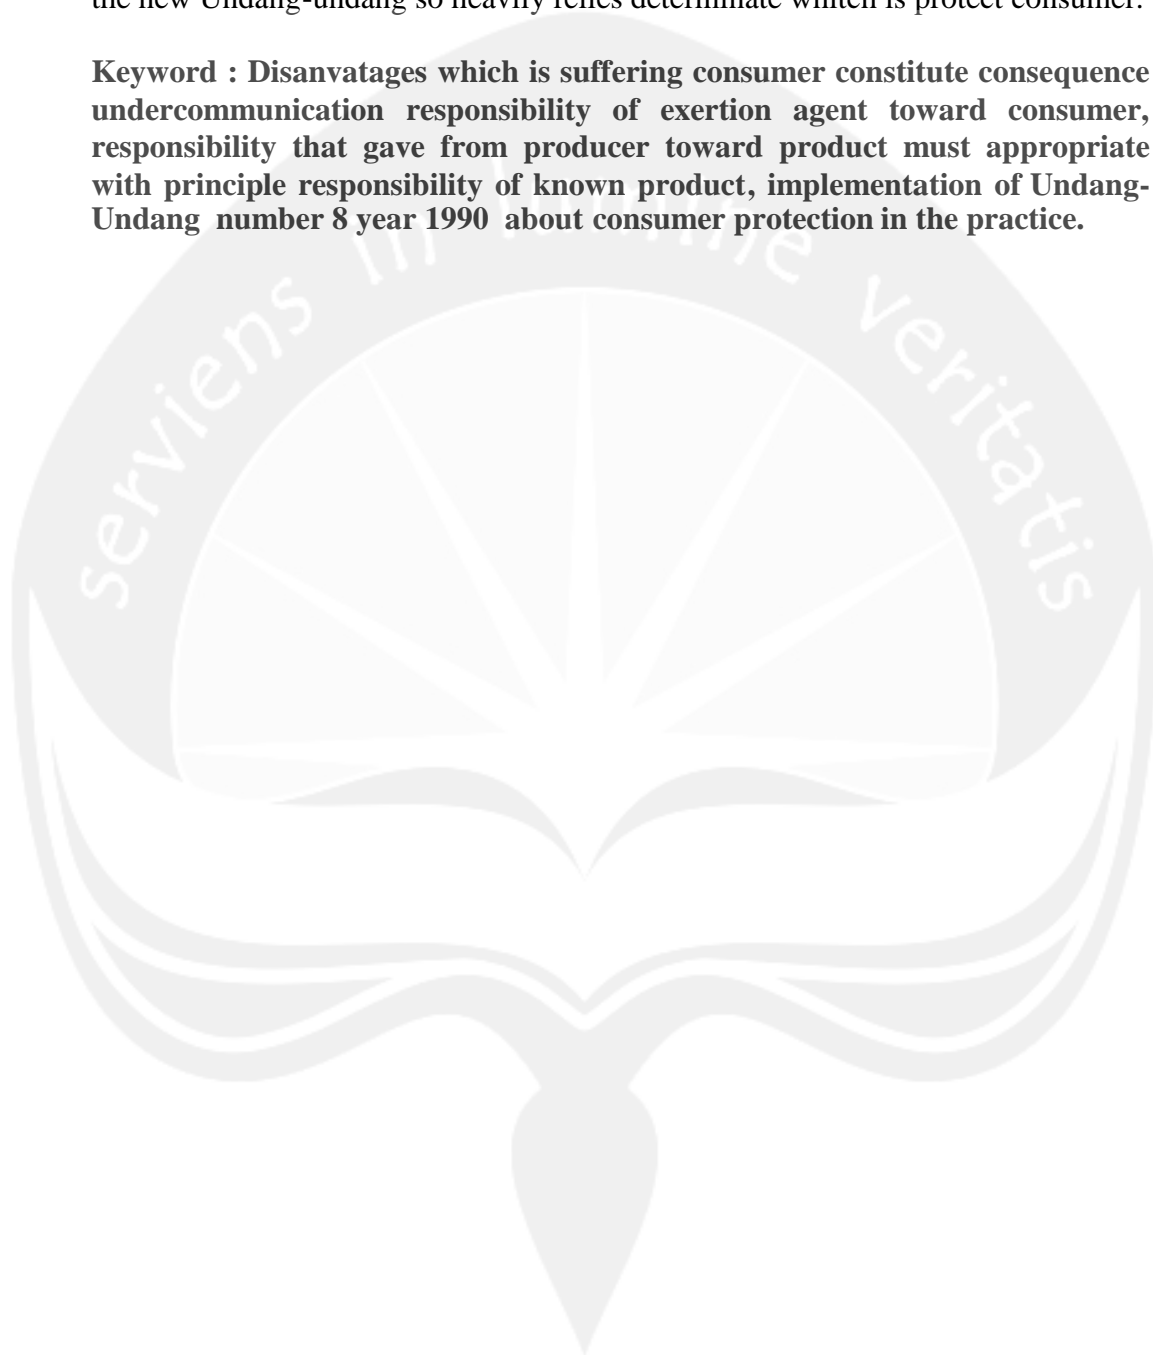 the new Undang-undang so heavily relies determinate whitch is protect consumer.
Keyword : Disanvatages which is suffering consumer constitute consequence
undercommunication responsibility of exertion agent toward consumer,
responsibility that gave from producer toward product must appropriate
with principle responsibility of known product, implementation of Undang-
Undang number 8 year 1990 about consumer protection in the practice.
serviens in lumine veritatis